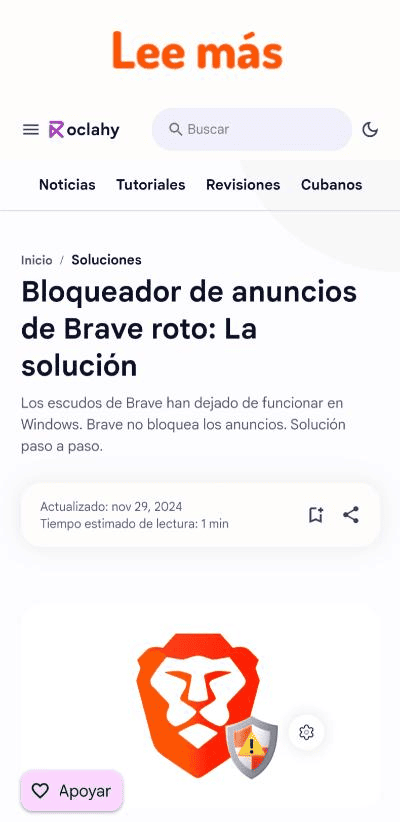 Lee más
Roclahy
Buscar
Noticias Tutoriales Revisiones Cubanos
Inicio / Soluciones
Bloqueador de anuncios
de Brave roto: La
solución
Los escudos de Brave han dejado de funcionar en
Windows. Brave no bloquea los anuncios. Solución
paso a paso.
Actualizado: nov 29, 2024
Tiempo estimado de lectura: 1 min
Apoyar